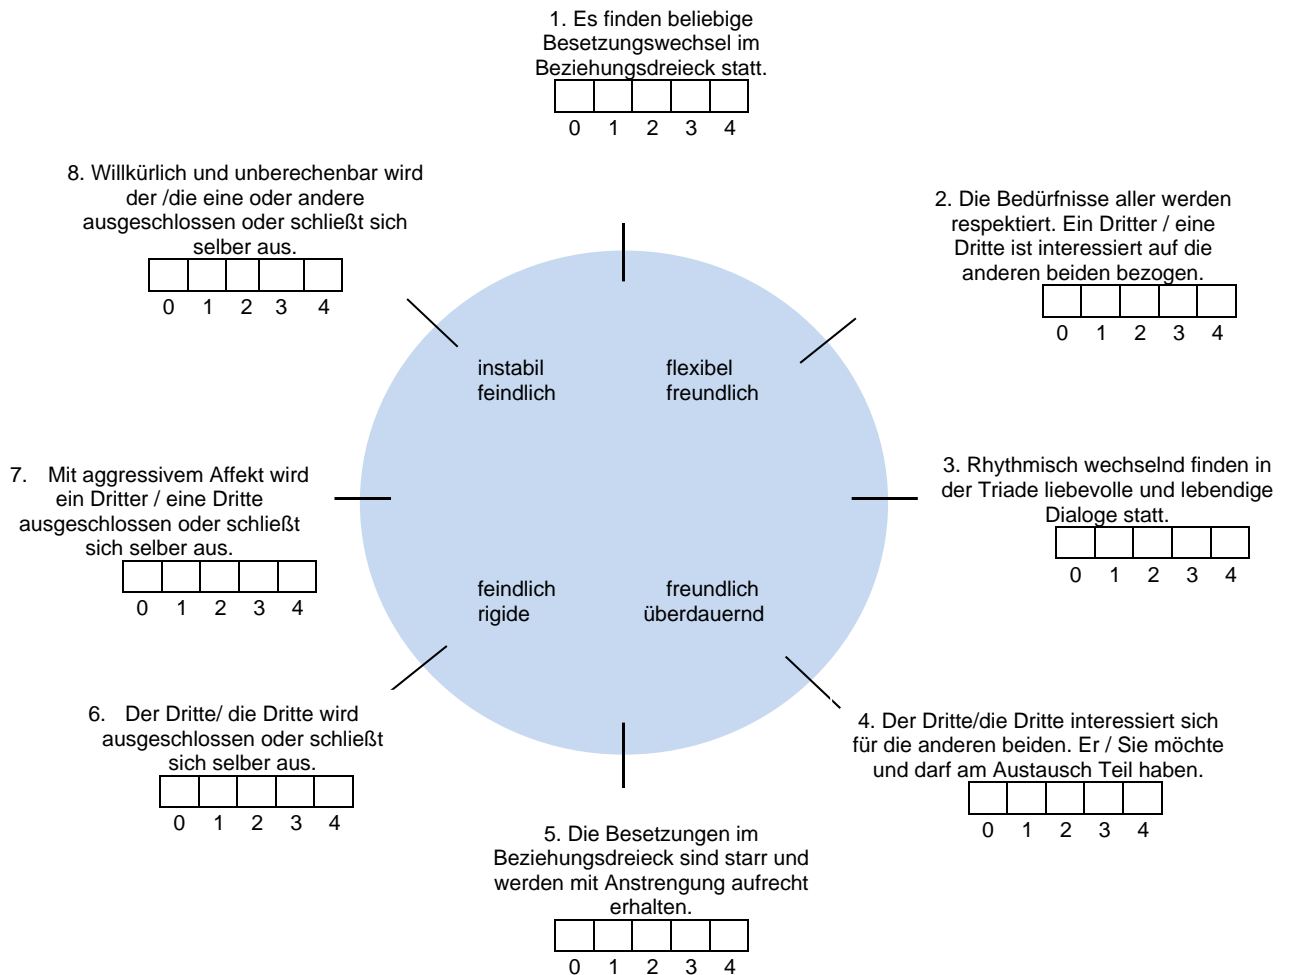 1. Es finden beliebige
Besetzungswechsel im
Beziehungsdreieck statt.
0 1 2 3 4
8. Willkürlich und unberechenbar wird
der /die eine oder andere
ausgeschlossen oder schließt sich
selber aus.
0 1 2 3 4
2. Die Bedürfnisse aller werden
respektiert. Ein Dritter / eine
Dritte ist interessiert auf die
anderen beiden bezogen.
0 1 2 3 4
instabil
feindlich
flexibel
freundlich
7. Mit aggressivem Affekt wird
ein Dritter / eine Dritte
ausgeschlossen oder schließt
sich selber aus.
0 1 2 3 4
3. Rhythmisch wechselnd finden in
der Triade liebevolle und lebendige
Dialoge statt.
0 1 2 3 4
feindlich
rigide
freundlich
überdauernd
6. Der Dritte/ die Dritte wird
ausgeschlossen oder schließt
sich selber aus.
0 1 2 3 4
4. Der Dritte/die Dritte interessiert sich
für die anderen beiden. Er / Sie möchte
und darf am Austausch Teil haben.
0 1 2 3 4
5. Die Besetzungen im
Beziehungsdreieck sind starr und
werden mit Anstrengung aufrecht
erhalten.
0 1 2 3 4